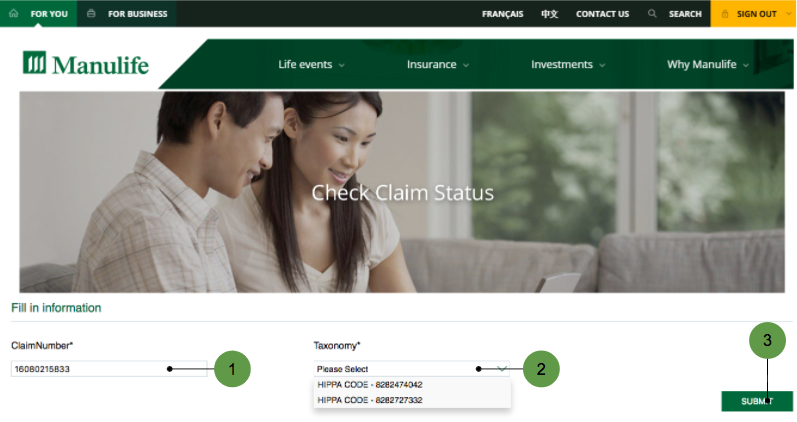 FOR YOU FOR BUSINESS FRANÇAIS 中文 CONTACT US SEARCH SIGN OUT
Manulife Life events Insurance Investments Why Manulife
Check Claim Status
Fill in information
ClaimNumber* Taxonomy* 3
16080215833 1 Please Select 2
HIPPA CODE - 8282474042
HIPPA CODE - 8282727332
SUBMIT